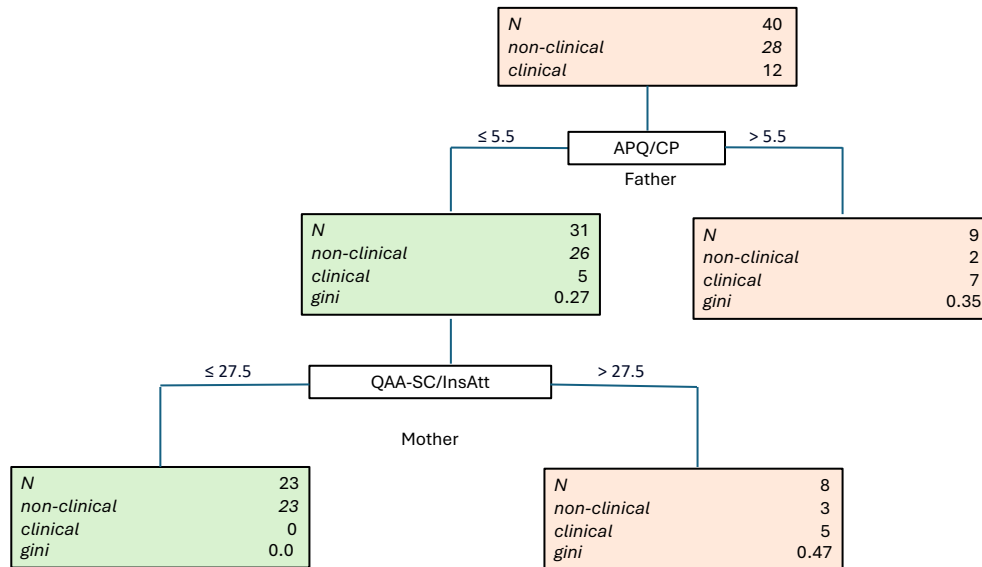 N 40
non-clinical 28
clinical 12
≤ 5.5
APQ/CP
> 5.5
Father
N 31
non-clinical 26
clinical 5
gini 0.27
N 9
non-clinical 2
clinical 7
gini 0.35
≤ 27.5
QAA-SC/InsAtt
> 27.5
Mother
N 23
non-clinical 23
clinical 0
gini 0.0
N 8
non-clinical 3
clinical 5
gini 0.47